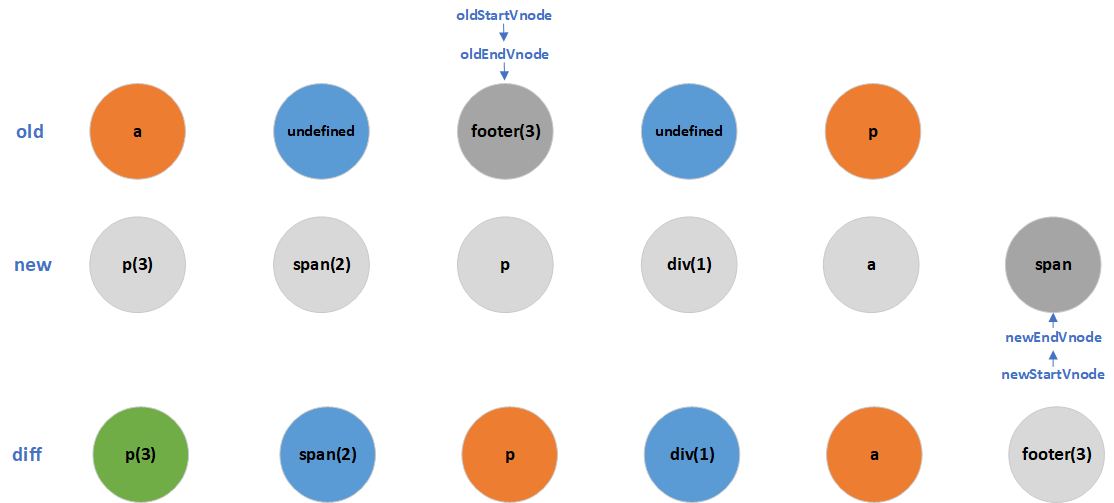 oldStartVnode
oldEndVnode
old
a
undefined
footer(3)
undefined
p
new
p(3)
span(2)
p
div(1)
a
span
newEndVnode
newStartVnode
diff
p(3)
span(2)
p
div(1)
a
footer(3)